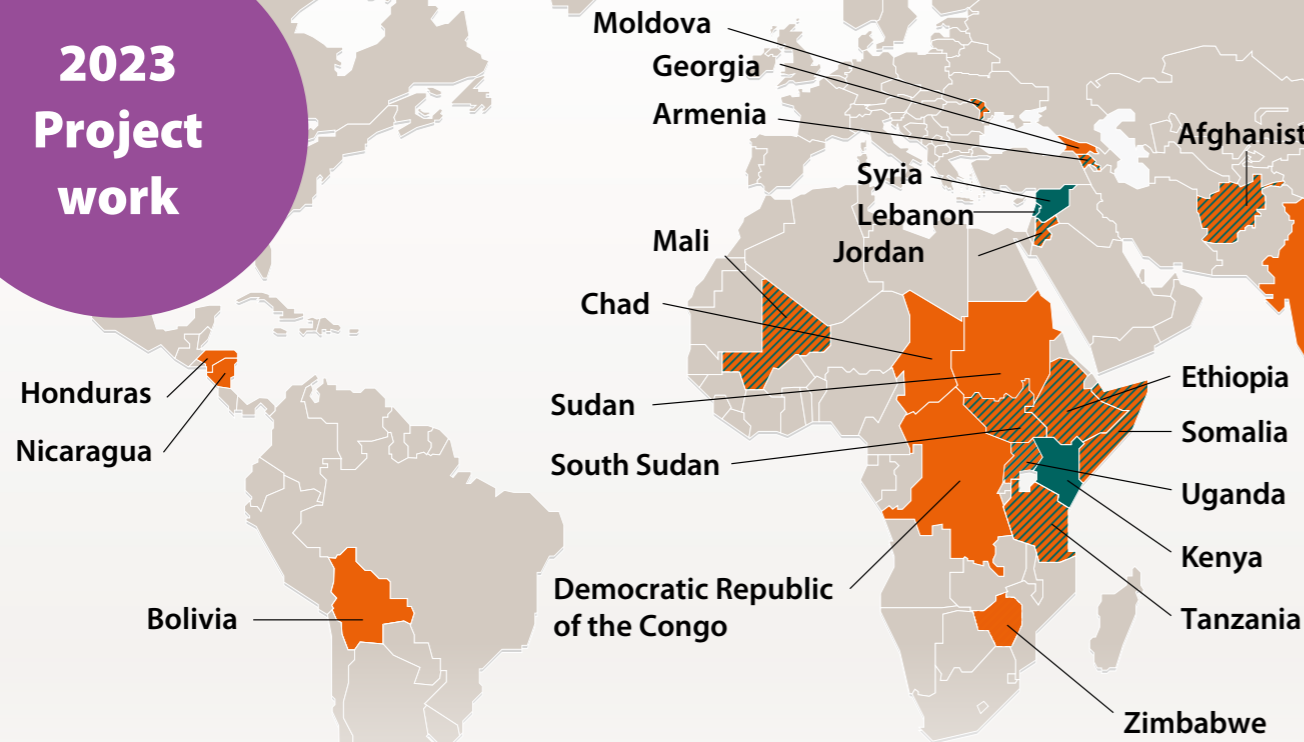 2023
Project
work
Moldova
Georgia
Armenia
Afghanist
Syria
Lebanon
Jordan
Mali
Chad
Sudan
South Sudan
Ethiopia
Somalia
Uganda
Kenya
Tanzania
Honduras
Nicaragua
Bolivia
Democratic Republic
of the Congo
Zimbabwe